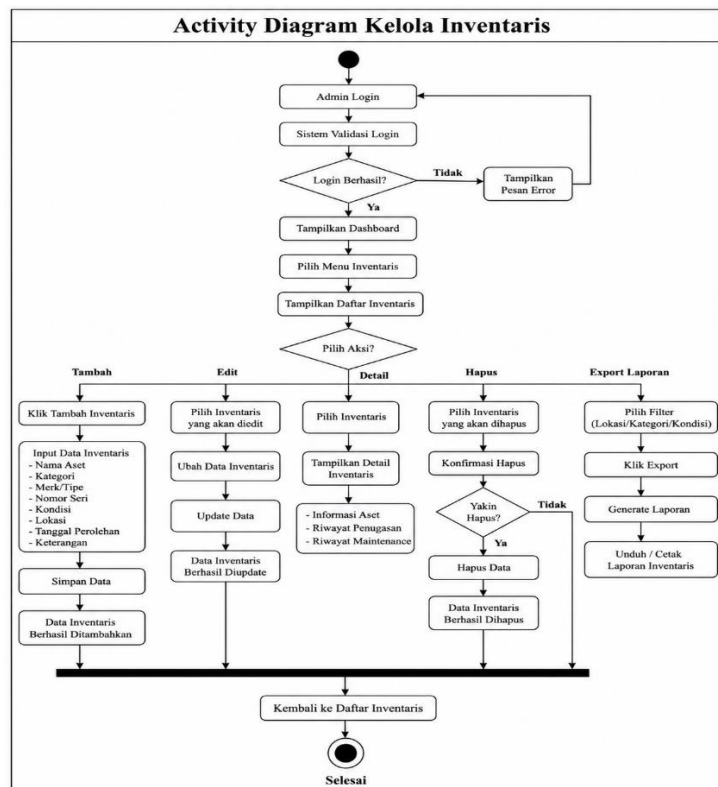 Activity Diagram Kelola Inventaris
Admin Login
Sistem Validasi Login
Login Berhasil?
Tidak
Tampilkan
Pesan Error
Ya
Tampilkan Dashboard
Pilih Menu Inventaris
Tampilkan Daftar Inventaris
Pilih Aksi?
Tambah
Edit
Detail
Hapus
Export Laporan
Klik Tambah Inventaris
Input Data Inventaris
- Nama Aset
- Kategori
- Merk/Tipe
- Nomor Seri
- Kondisi
- Lokasi
- Tanggal Perolehan
- Keterangan
Simpan Data
Data Inventaris
Berhasil Ditambahkan
Pilih Inventaris
yang akan diedit
Ubah Data Inventaris
Update Data
Data Inventaris
Berhasil Diupdate
Pilih Inventaris
Tampilkan Detail
Inventaris
- Informasi Aset
- Riwayat Penugasan
- Riwayat Maintenance
Pilih Inventaris
yang akan dihapus
Konfirmasi Hapus
Yakin
Hapus?
Tidak
Ya
Hapus Data
Data Inventaris
Berhasil Dihapus
Pilih Filter
(Lokasi/Kategori/Kondisi)
Klik Export
Generate Laporan
Unduh / Cetak
Laporan Inventaris
Kembali ke Daftar Inventaris
Selesai